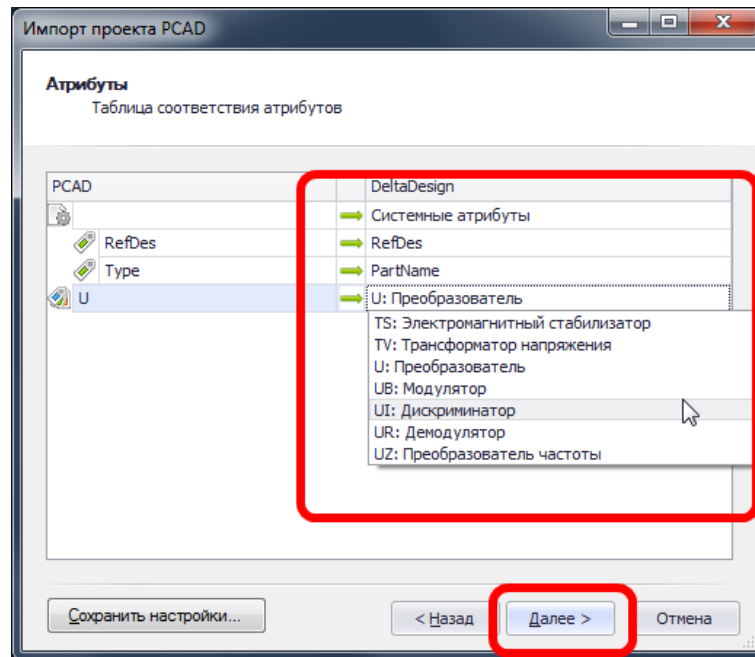 Импорт проекта PCAD
Атрибуты
Таблица соответствия атрибутов
PCAD DeltaDesign
Системные атрибуты
RefDes RefDes
Type PartName
U U: Преобразователь
TS: Электромагнитный стабилизатор
TV: Трансформатор напряжения
U: Преобразователь
UB: Модулятор
UI: Дискриминатор
UR: Демодулятор
UZ: Преобразователь частоты
Сохранить настройки... < Назад Далее > Отмена